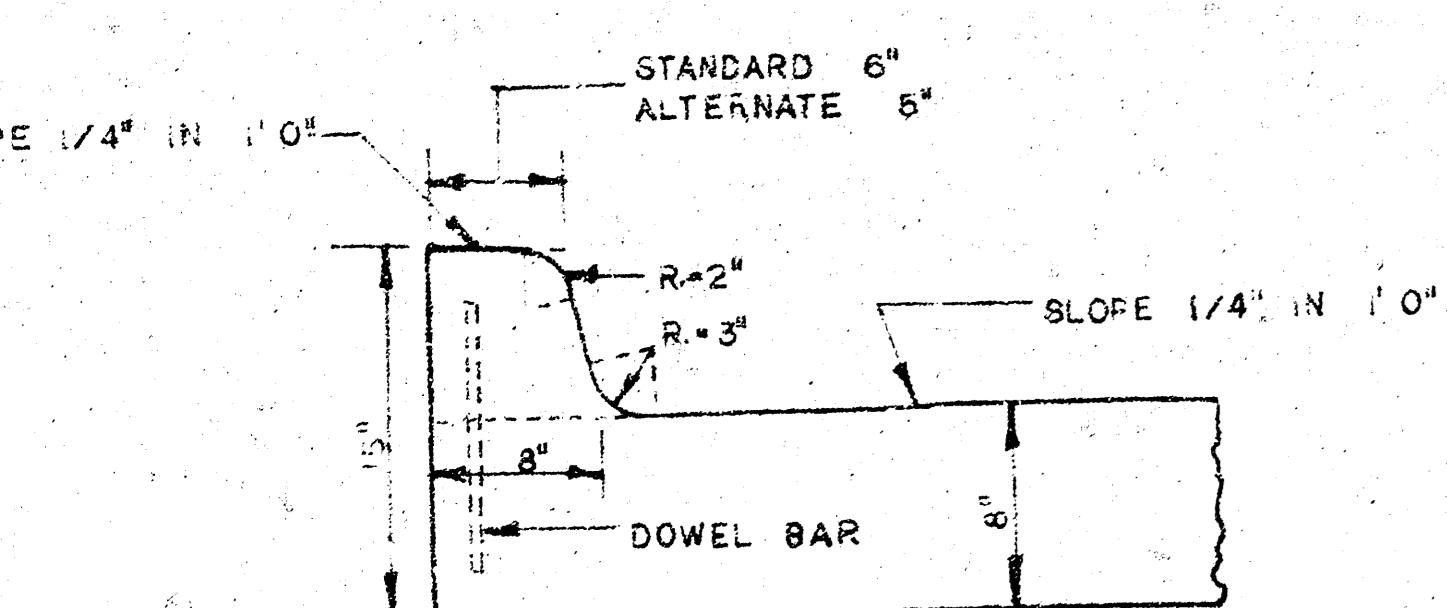 STANDARD 6"
ALTERNATE 5"
PE 1/4" IN 1' 0"
R.=2"
R.=3"
SLOPE 1/4" IN 1' 0"
15"
8"
8"
DOWEL BAR